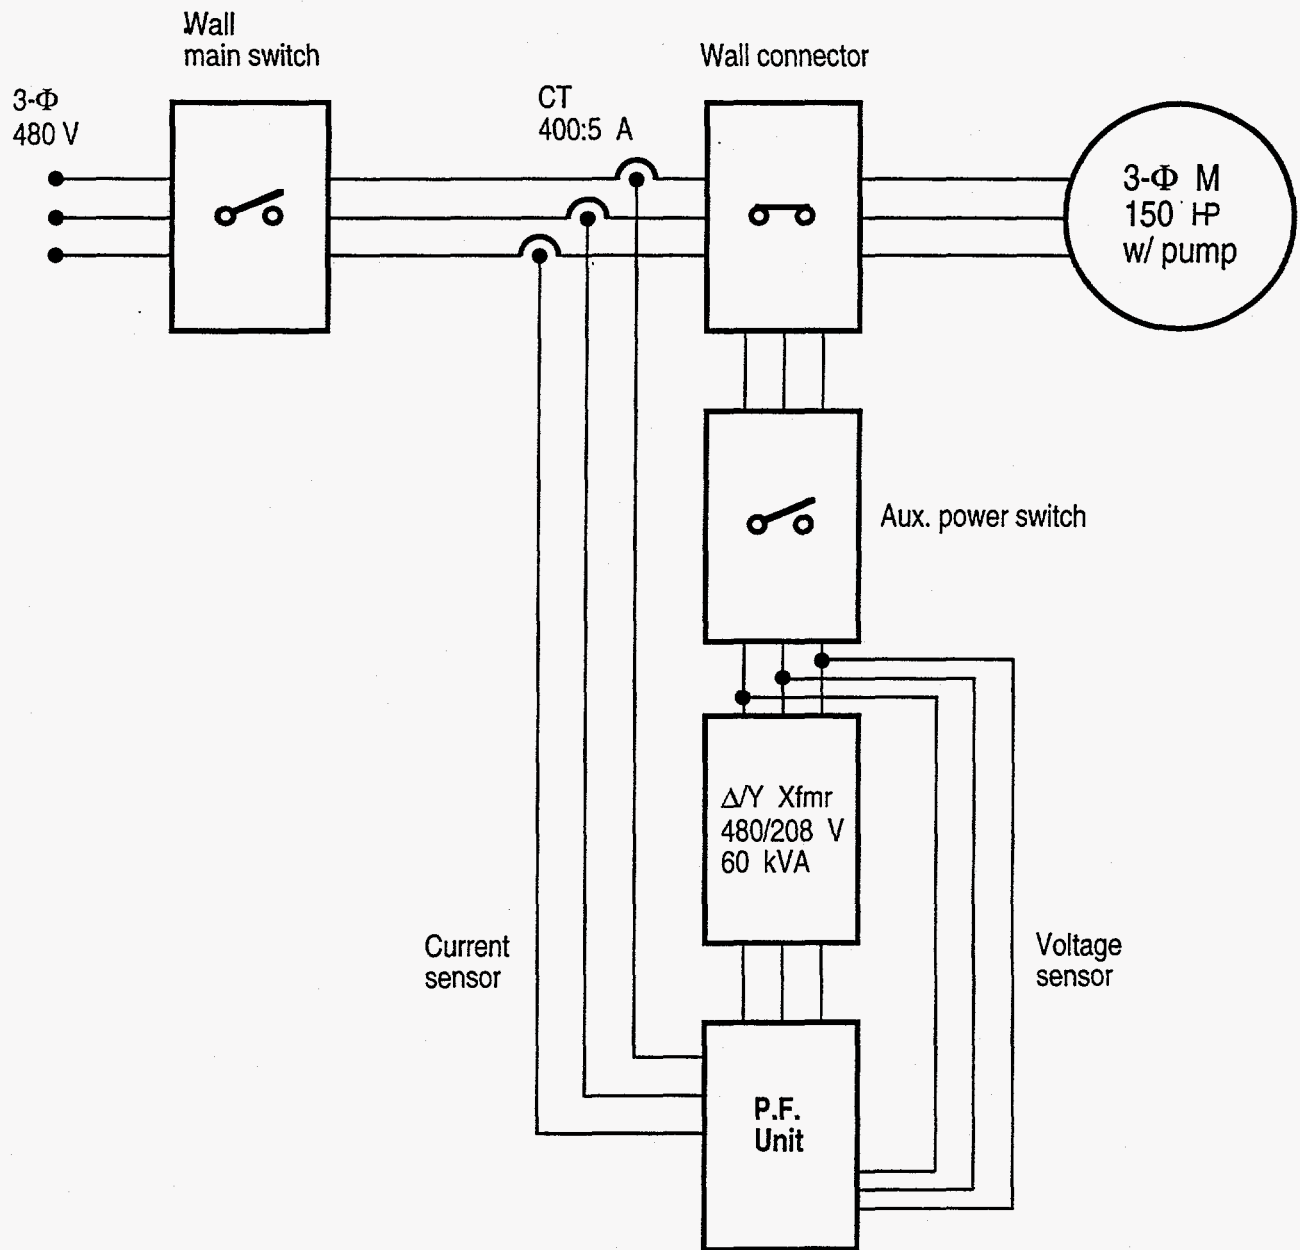 Wall
main switch
3-Φ
480 V
CT
400:5 A
Wall connector
3-Φ M
150 HP
w/ pump
Aux. power switch
Δ/Y Xfmr
480/208 V
60 kVA
Current
sensor
Voltage
sensor
P.F.
Unit